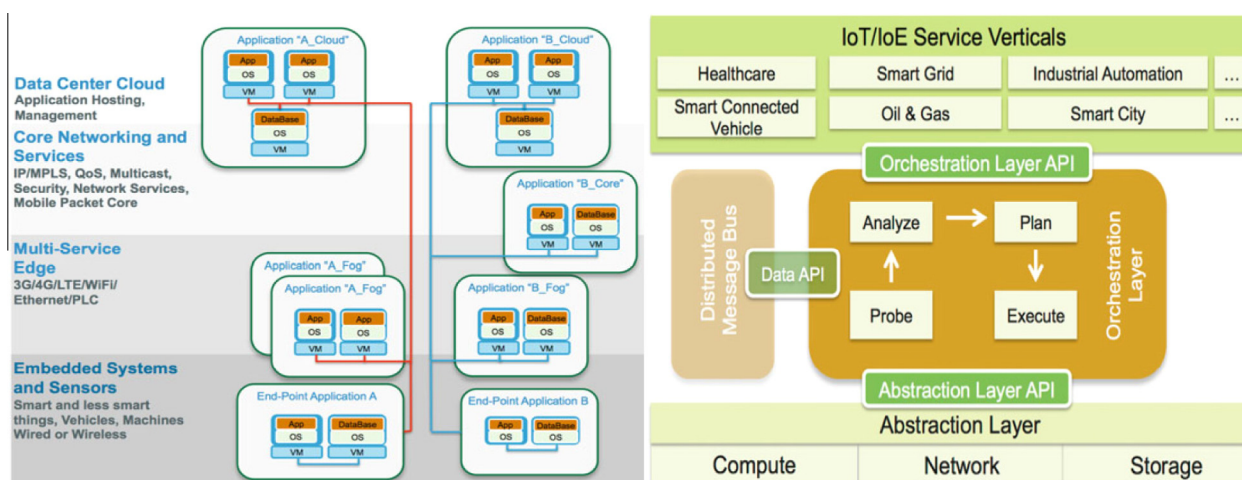 Data Center Cloud
Application Hosting,
Management
Core Networking and
Services
IP/MPLS, QoS, Multicast,
Security, Network Services,
Mobile Packet Core
Multi-Service
Edge
3G/4G/LTE/WiFi/
Ethernet/PLC
Embedded Systems
and Sensors
Smart and less smart
things, Vehicles, Machines
Wired or Wireless
Application "A_Cloud"
App App
OS OS
VM VM
DataBase
OS
VM
Application "B_Cloud"
App App
OS OS
VM VM
DataBase
OS
VM
Application "B_Core"
App DataBase
OS OS
VM VM
Application "A_Fog"
Application "A_Fog"
App App
OS OS
VM VM
Application "B_Fog"
App DataBase
OS OS
VM VM
End-Point Application A
App DataBase
OS OS
VM VM
End-Point Application B
App DataBase
OS OS
IoT/IoE Service Verticals
Healthcare Smart Grid Industrial Automation ...
Smart Connected
Vehicle
Oil & Gas Smart City ...
Orchestration Layer API
Distributed
Message Bus
Data API
Analyze Plan
Probe Execute
Orchestration
Layer
Abstraction Layer API
Abstraction Layer
Compute Network Storage